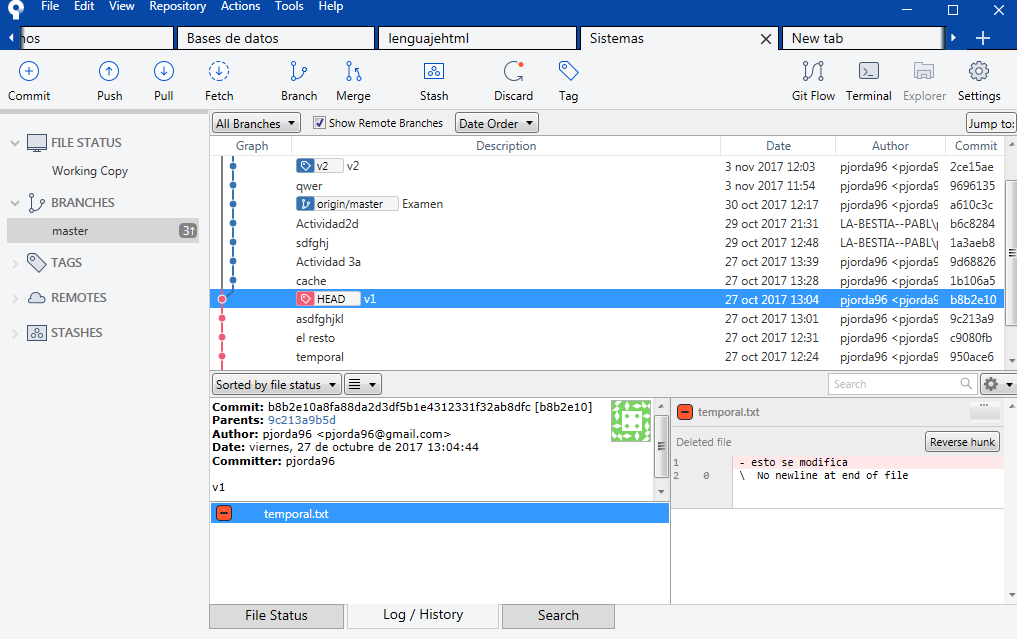 File Edit View Repository Actions Tools Help
nos Bases de datos lenguajehtml Sistemas New tab
Commit Push Pull Fetch Branch Merge Stash Discard Tag Git Flow Terminal Explorer Settings
All Branches Show Remote Branches Date Order Jump to:
FILE STATUS
Working Copy
BRANCHES
master 3↑
TAGS
REMOTES
STASHES
Graph Description Date Author Commit
v2 v2 3 nov 2017 12:03 pjorda96 <pjorda9 2ce15ae
qwer 3 nov 2017 11:54 pjorda96 <pjorda9 9696135
origin/master Examen 30 oct 2017 12:17 pjorda96 <pjorda9 a610c3c
Actividad2d 29 oct 2017 21:31 LA-BESTIA--PABL\p b6c8284
sdfghj 29 oct 2017 12:48 LA-BESTIA--PABL\p 1a3aeb8
Actividad 3a 27 oct 2017 13:39 pjorda96 <pjorda9 9d68826
cache 27 oct 2017 13:28 pjorda96 <pjorda9 1b106a5
HEAD v1 27 oct 2017 13:04 pjorda96 <pjorda9 b8b2e10
asdfghjkl 27 oct 2017 13:01 pjorda96 <pjorda9 9c213a9
el resto 27 oct 2017 12:31 pjorda96 <pjorda9 c9080fb
temporal 27 oct 2017 12:24 pjorda96 <pjorda9 950ace6
Sorted by file status Search
Commit: b8b2e10a8fa88da2d3df5b1e4312331f32ab8dfc [b8b2e10]
Parents: 9c213a9b5d
Author: pjorda96 <pjorda96@gmail.com>
Date: viernes, 27 de octubre de 2017 13:04:44
Committer: pjorda96
v1
temporal.txt
temporal.txt
Deleted file Reverse hunk
1 - esto se modifica
2 0 \ No newline at end of file
File Status Log / History Search